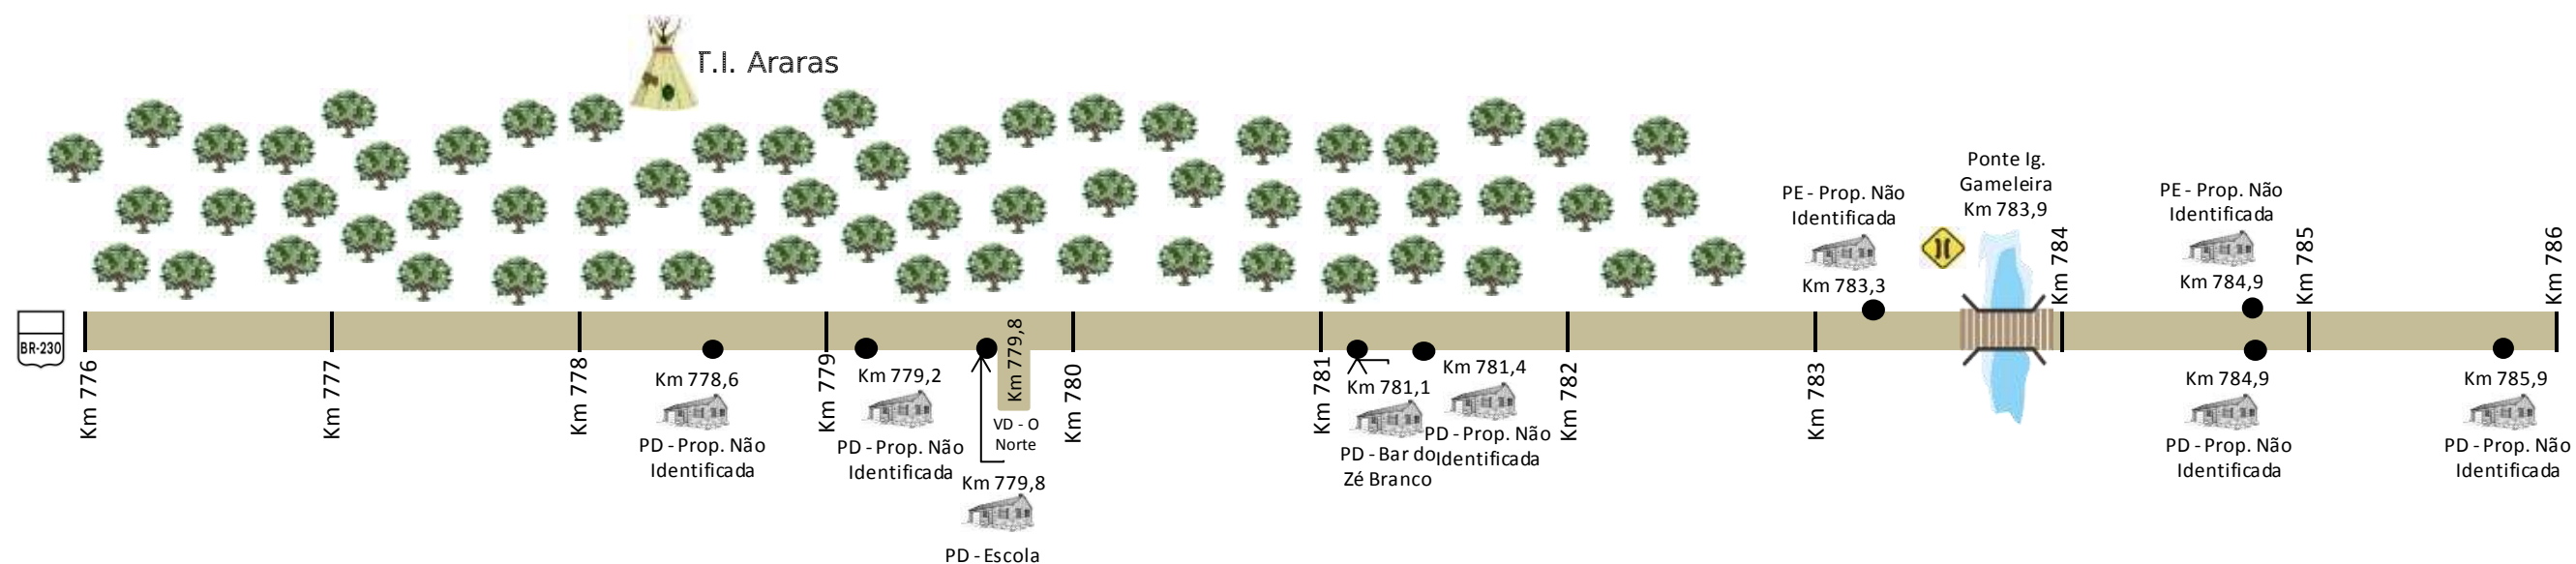 T.I. Araras
Ponte Ig.
Gameleira
Km 783,9
PE - Prop. Não
Identificada
Km 783,3
PE - Prop. Não
Identificada
Km 784,9
Km 784
Km 785
Km 786
BR-230
Km 776
Km 777
Km 778
Km 778,6
PD - Prop. Não
Identificada
Km 779
Km 779,2
PD - Prop. Não
Identificada
Km 779,8
VD - O
Norte
Km 779,8
PD - Escola
Km 780
Km 781
Km 781,1
PD - Bar do
Zé Branco
Km 781,4
PD - Prop. Não
Identificada
Km 782
Km 783
Km 784,9
PD - Prop. Não
Identificada
Km 785,9
PD - Prop. Não
Identificada